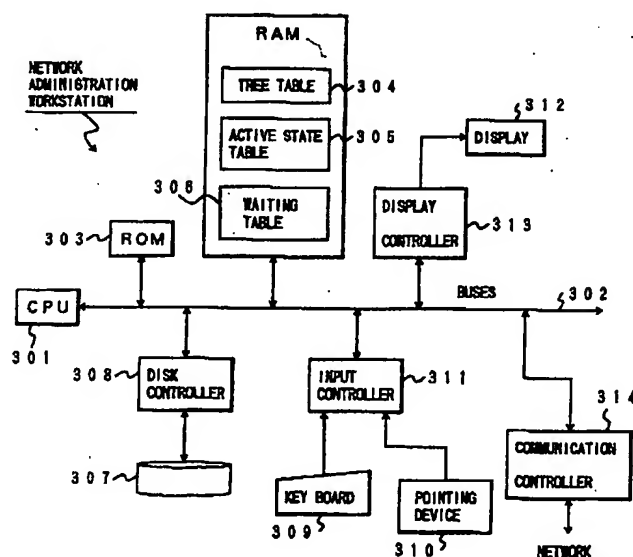 RAM
NETWORK
ADMINISTRATION
WORKSTATION
TREE TABLE
304
312
ACTIVE STATE
TABLE
305
DISPLAY
306
WAITING
TABLE
DISPLAY
CONTROLLER
313
303
ROM
BUSES
302
CPU
301
308
DISK
CONTROLLER
INPUT
CONTROLLER
311
314
COMMUNICATION
CONTROLLER
307
KEY BOARD
309
POINTING
DEVICE
310
NETWORK